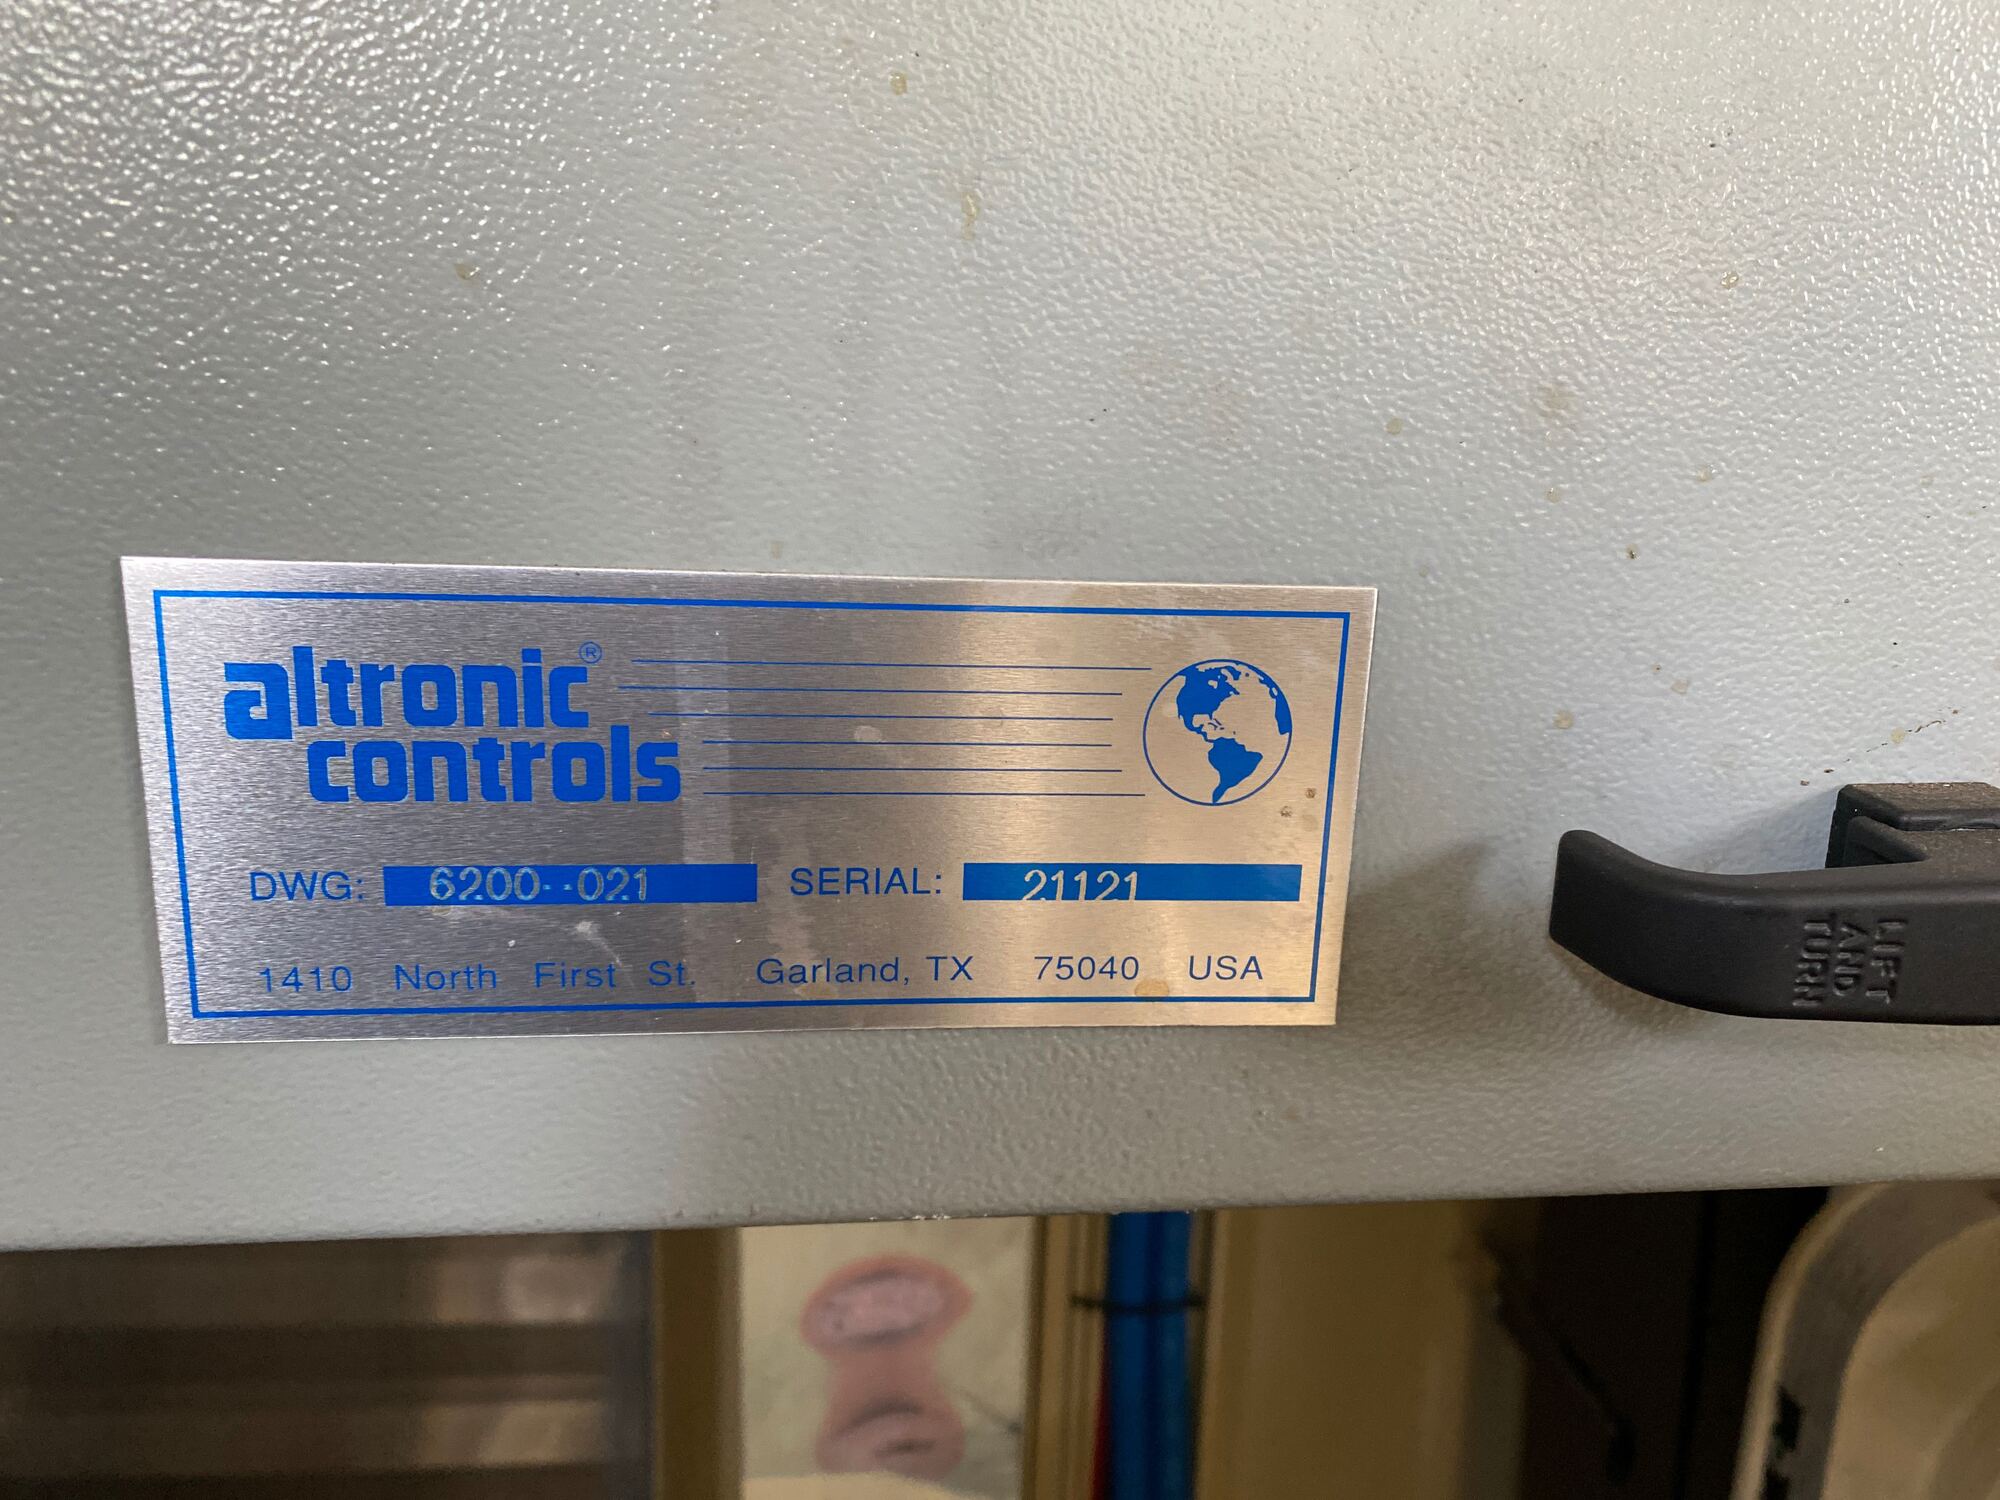 altronic®
controls
DWG: 6200--021 SERIAL: 21121
1410 North First St. Garland, TX 75040 USA
LIFT
AND
TURN